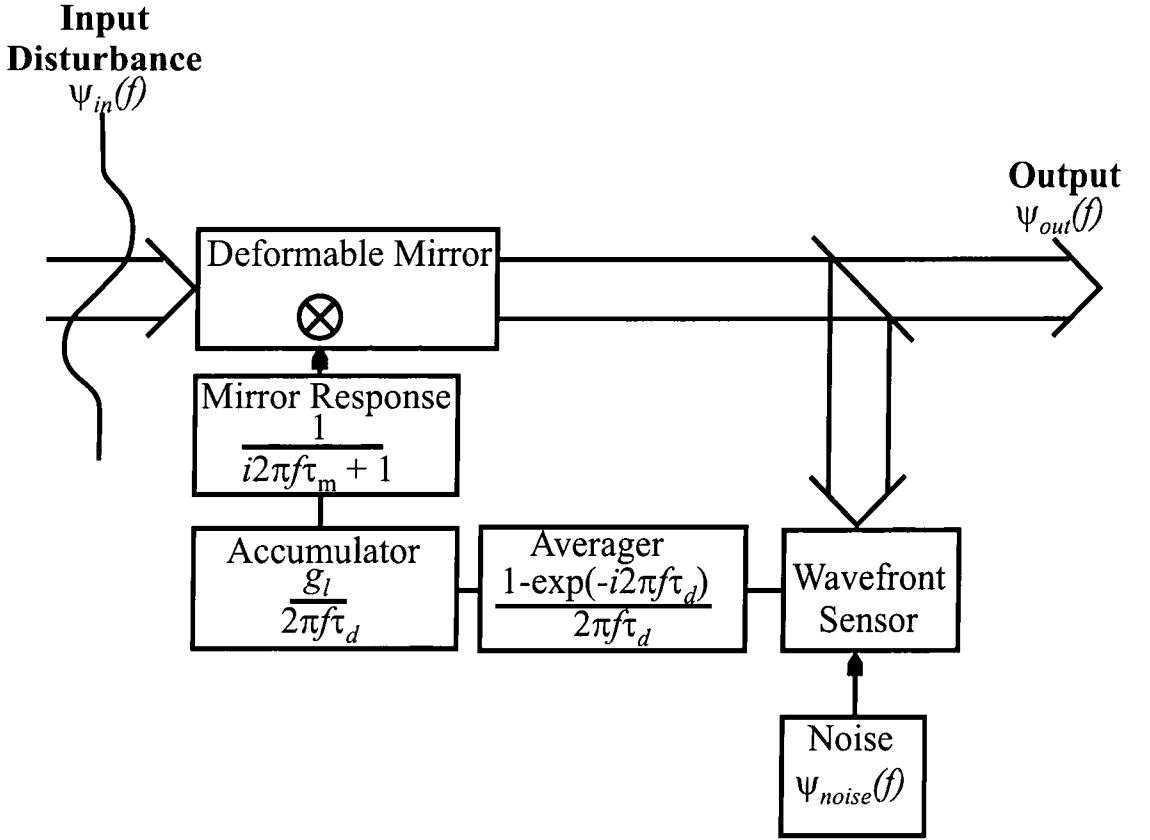 Input
Disturbance
ψin(f)
Output
ψout(f)
Deformable Mirror
Mirror Response
1
i2πfτm + 1
Accumulator
gl
2πfτd
Averager
1-exp(-i2πfτd)
2πfτd
Wavefront
Sensor
Noise
ψnoise(f)